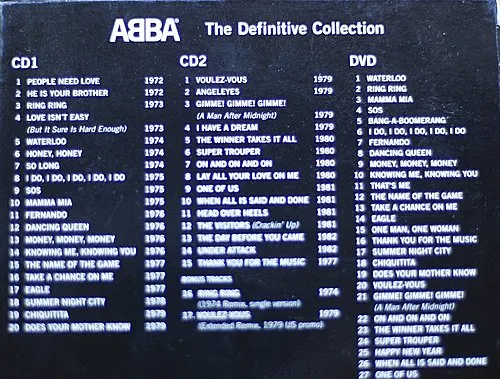 ABBA The Definitive Collection
CD1
1 PEOPLE NEED LOVE 1972
2 HE IS YOUR BROTHER 1972
3 RING RING 1973
4 LOVE ISN'T EASY
(But It Sure Is Hard Enough) 1973
5 WATERLOO 1974
6 HONEY, HONEY 1974
7 SO LONG 1974
8 I DO, I DO, I DO, I DO, I DO 1975
9 SOS 1975
10 MAMMA MIA 1975
11 FERNANDO 1976
12 DANCING QUEEN 1976
13 MONEY, MONEY, MONEY 1976
14 KNOWING ME, KNOWING YOU 1976
15 THE NAME OF THE GAME 1977
16 TAKE A CHANCE ON ME 1977
17 EAGLE 1977
18 SUMMER NIGHT CITY 1978
19 CHIQUITITA 1979
20 DOES YOUR MOTHER KNOW 1979
CD2
1 VOULEZ-VOUS 1979
2 ANGELEYES 1979
3 GIMME! GIMME! GIMME!
(A Man After Midnight) 1979
4 I HAVE A DREAM 1979
5 THE WINNER TAKES IT ALL 1980
6 SUPER TROUPER 1980
7 ON AND ON AND ON 1980
8 LAY ALL YOUR LOVE ON ME 1980
9 ONE OF US 1981
10 WHEN ALL IS SAID AND DONE 1981
11 HEAD OVER HEELS 1981
12 THE VISITORS (Crackin' Up) 1981
13 THE DAY BEFORE YOU CAME 1982
14 UNDER ATTACK 1982
15 THANK YOU FOR THE MUSIC 1977
BONUS TRACKS
16 RING RING 1974
(1974 Remix, single version)
17 VOULEZ-VOUS 1979
(Extended Remix, 1979 US promo)
DVD
1 WATERLOO
2 RING RING
3 MAMMA MIA
4 SOS
5 BANG-A-BOOMERANG
6 I DO, I DO, I DO, I DO, I DO
7 FERNANDO
8 DANCING QUEEN
9 MONEY, MONEY, MONEY
10 KNOWING ME, KNOWING YOU
11 THAT'S ME
12 THE NAME OF THE GAME
13 TAKE A CHANCE ON ME
14 EAGLE
15 ONE MAN, ONE WOMAN
16 THANK YOU FOR THE MUSIC
17 SUMMER NIGHT CITY
18 CHIQUITITA
19 DOES YOUR MOTHER KNOW
20 VOULEZ-VOUS
21 GIMME! GIMME! GIMME!
(A Man After Midnight)
22 ON AND ON AND ON
23 THE WINNER TAKES IT ALL
24 SUPER TROUPER
25 HAPPY NEW YEAR
26 WHEN ALL IS SAID AND DONE
27 ONE OF US